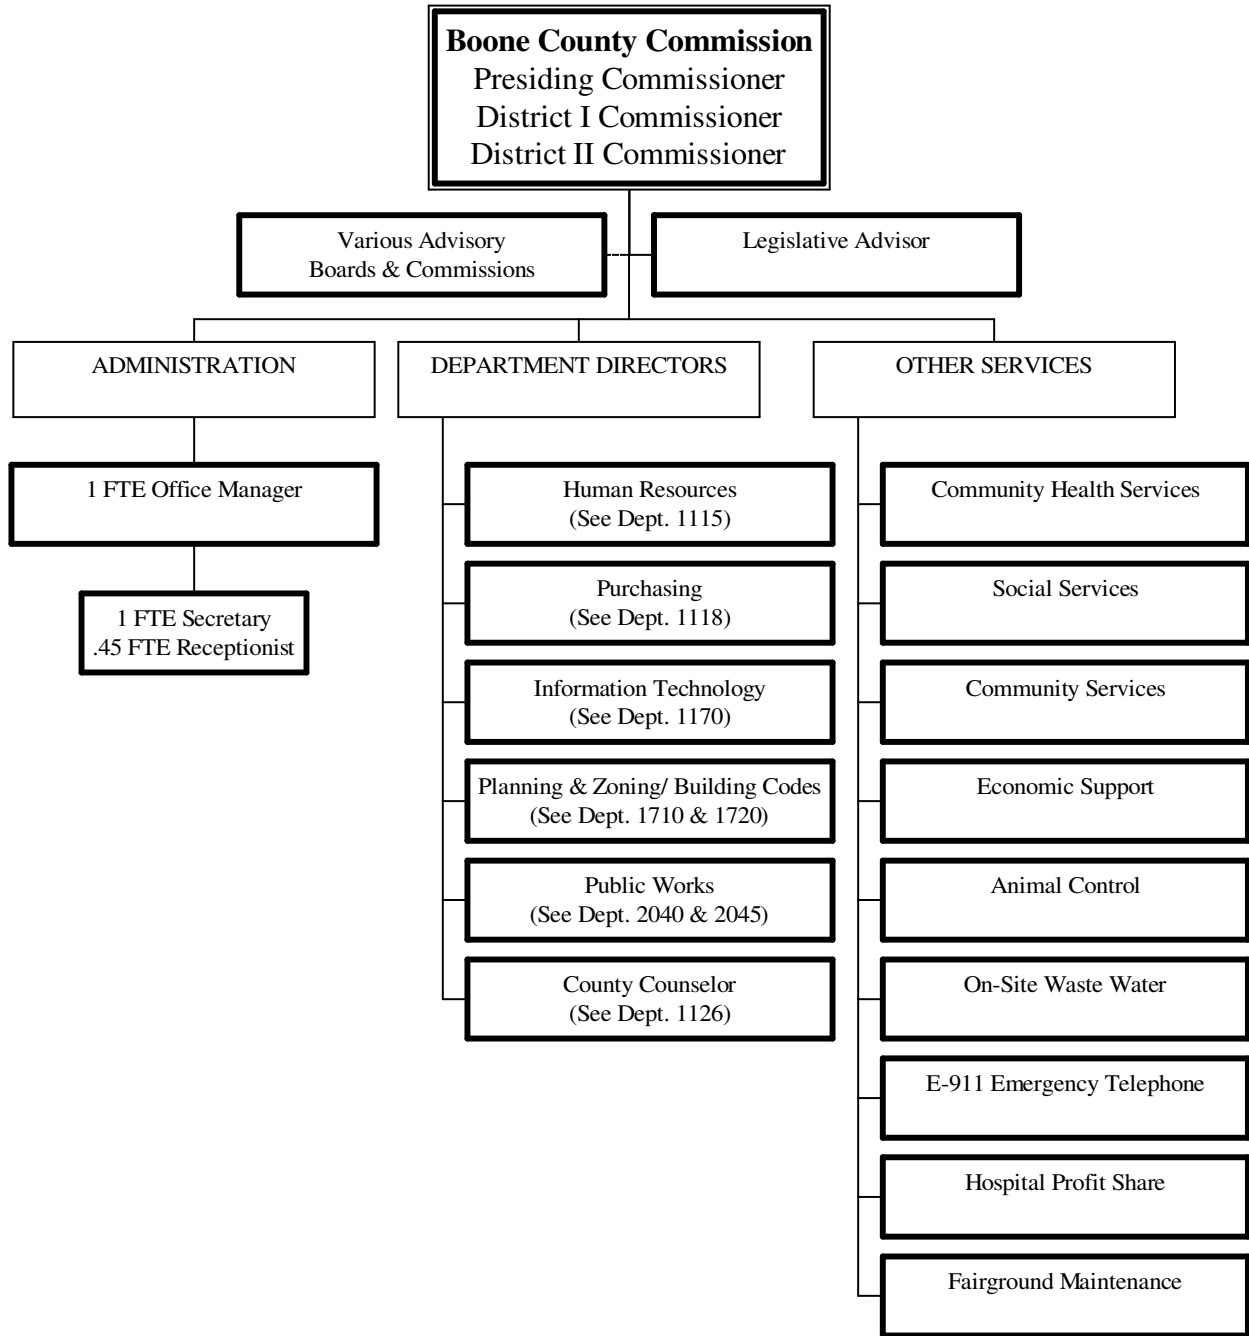 Boone County Commission
Presiding Commissioner
District I Commissioner
District II Commissioner
Various Advisory
Boards & Commissions
Legislative Advisor
ADMINISTRATION
DEPARTMENT DIRECTORS
OTHER SERVICES
1 FTE Office Manager
1 FTE Secretary
.45 FTE Receptionist
Human Resources
(See Dept. 1115)
Purchasing
(See Dept. 1118)
Information Technology
(See Dept. 1170)
Planning & Zoning/ Building Codes
(See Dept. 1710 & 1720)
Public Works
(See Dept. 2040 & 2045)
County Counselor
(See Dept. 1126)
Community Health Services
Social Services
Community Services
Economic Support
Animal Control
On-Site Waste Water
E-911 Emergency Telephone
Hospital Profit Share
Fairground Maintenance